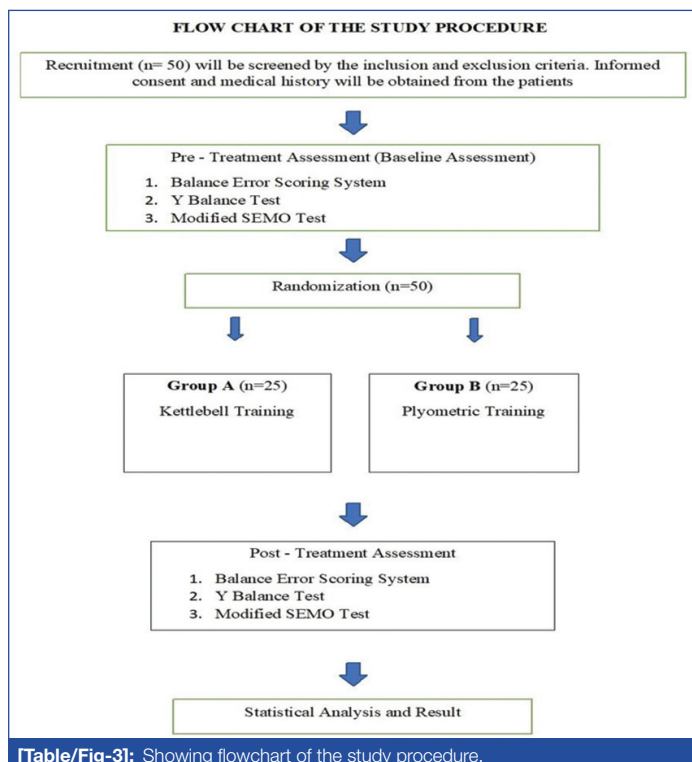 FLOW CHART OF THE STUDY PROCEDURE
Recruitment (n= 50) will be screened by the inclusion and exclusion criteria. Informed
consent and medical history will be obtained from the patients
Pre - Treatment Assessment (Baseline Assessment)
1. Balance Error Scoring System
2. Y Balance Test
3. Modified SEMO Test
Randomization (n=50)
Group A (n=25)
Kettlebell Training
Group B (n=25)
Plyometric Training
Post - Treatment Assessment
1. Balance Error Scoring System
2. Y Balance Test
3. Modified SEMO Test
Statistical Analysis and Result
[Table/Fig-3]: Showing flowchart of the study procedure.